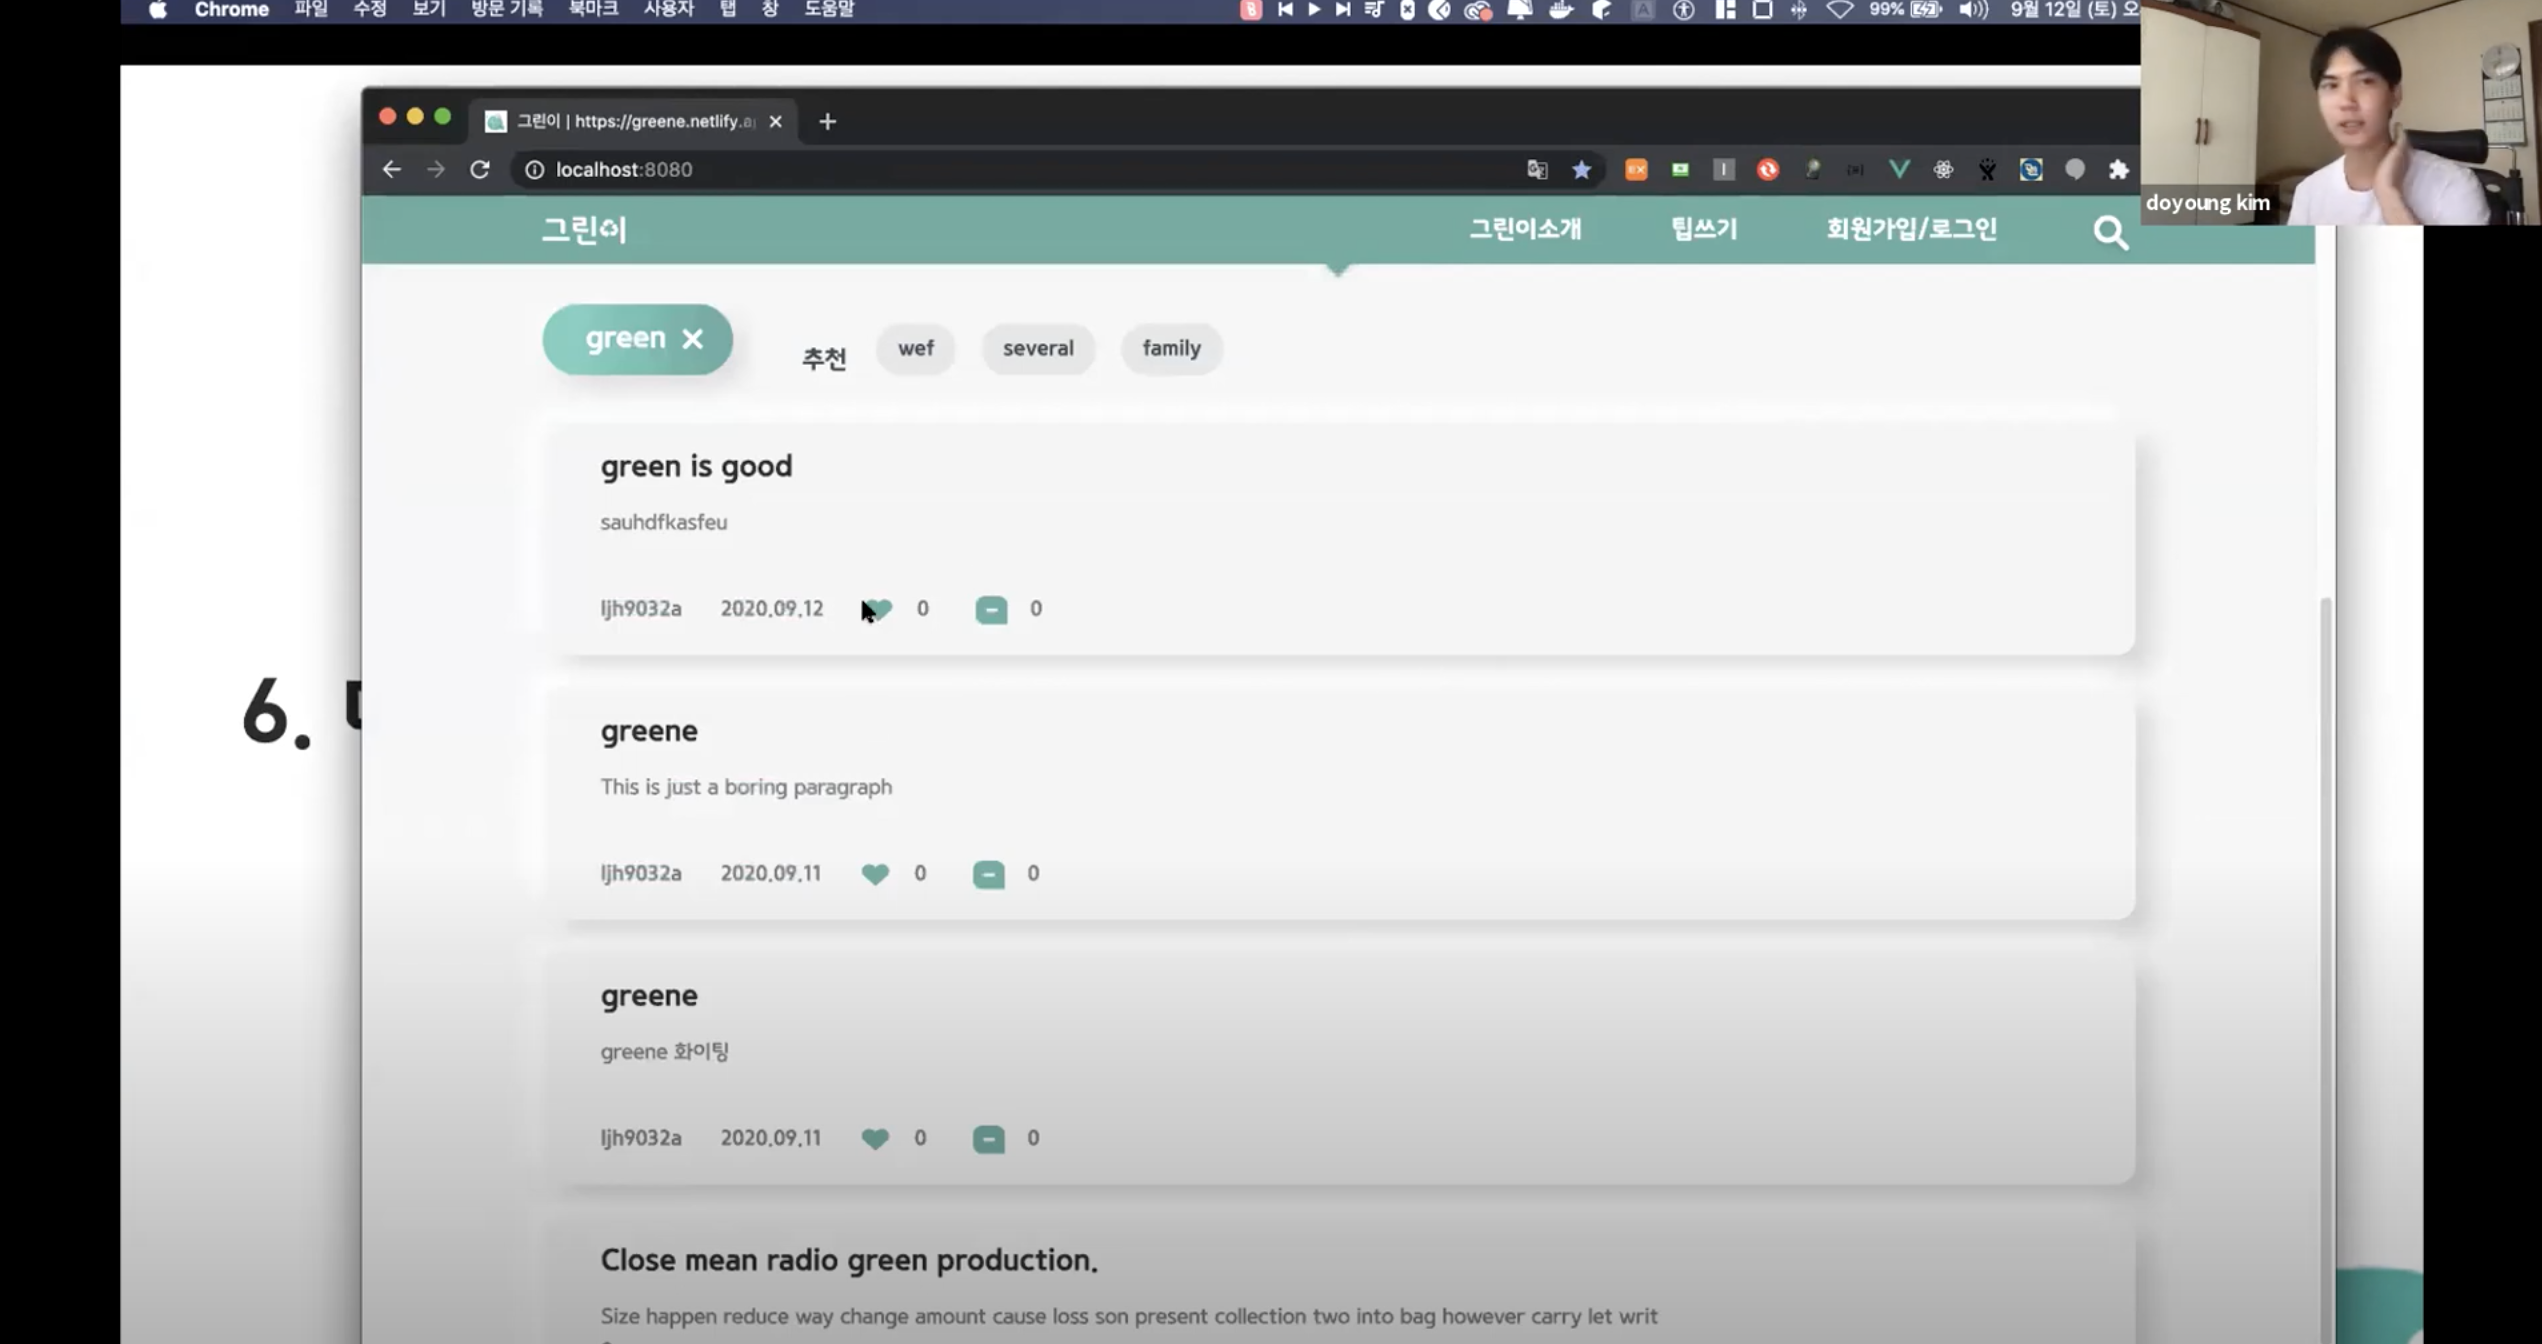 Chrome 파일 수정 보기 방문 기록 북마크 사용자 탭 창 도움말 99% 9월 12일 (토) 오
그린이 | https://greene.netlify.a
localhost:8080
doyoung kim
그린이 그린이소개 팁쓰기 회원가입/로그인
green × 추천 wef several family
green is good
sauhdfkasfeu
ljh9032a 2020.09.12 0 0
6.
greene
This is just a boring paragraph
ljh9032a 2020.09.11 0 0
greene
greene 화이팅
ljh9032a 2020.09.11 0 0
Close mean radio green production.
Size happen reduce way change amount cause loss son present collection two into bag however carry let writ